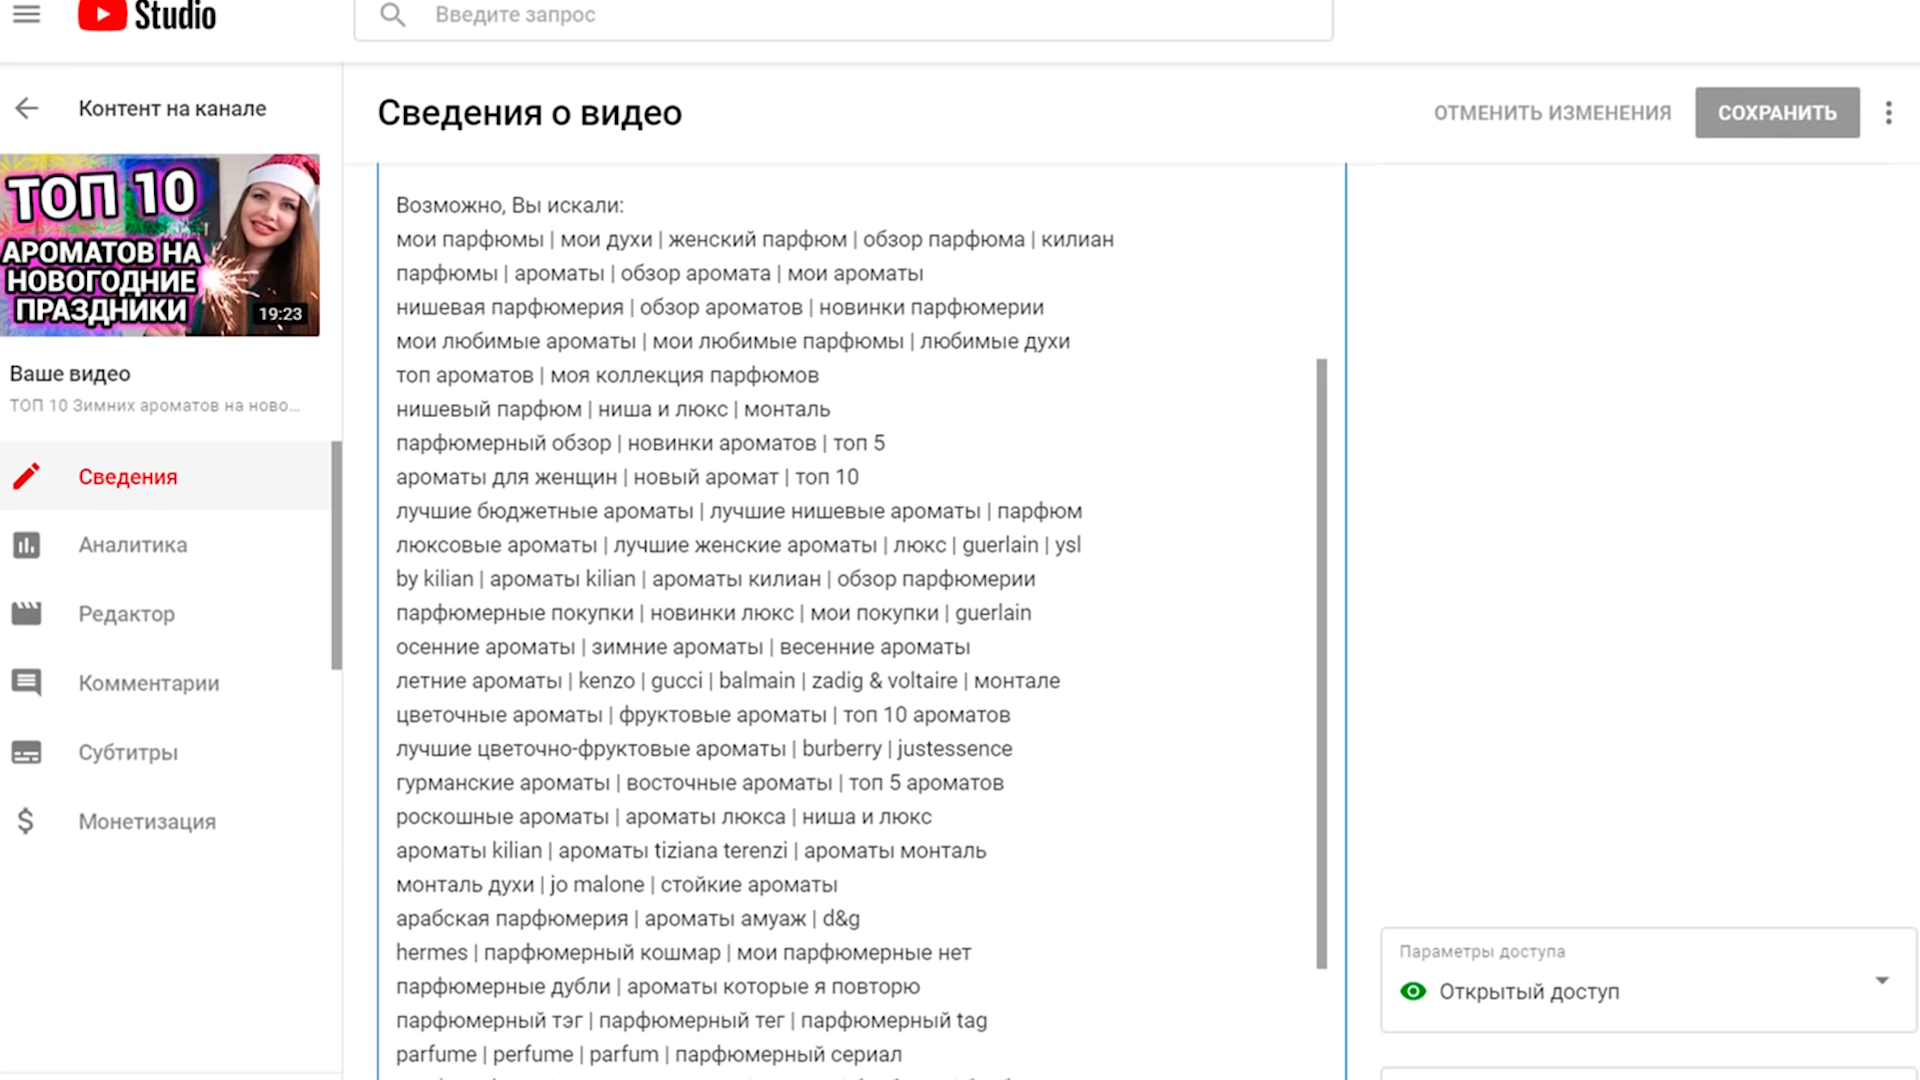 Studio
Введите запрос
Контент на канале
Сведения о видео
ОТМЕНИТЬ ИЗМЕНЕНИЯ
СОХРАНИТЬ
ТОП 10
АРОМАТОВ НА
НОВОГОДНИЕ
ПРАЗДНИКИ
19:23
Ваше видео
ТОП 10 Зимних ароматов на ново...
Сведения
Аналитика
Редактор
Комментарии
Субтитры
Монетизация
Возможно, Вы искали:
мои парфюмы | мои духи | женский парфюм | обзор парфюма | килиан
парфюмы | ароматы | обзор аромата | мои ароматы
нишевая парфюмерия | обзор ароматов | новинки парфюмерии
мои любимые ароматы | мои любимые парфюмы | любимые духи
топ ароматов | моя коллекция парфюмов
нишевый парфюм | ниша и люкс | монталь
парфюмерный обзор | новинки ароматов | топ 5
ароматы для женщин | новый аромат | топ 10
лучшие бюджетные ароматы | лучшие нишевые ароматы | парфюм
люксовые ароматы | лучшие женские ароматы | люкс | guerlain | ysl
by kilian | ароматы kilian | ароматы килиан | обзор парфюмерии
парфюмерные покупки | новинки люкс | мои покупки | guerlain
осенние ароматы | зимние ароматы | весенние ароматы
летние ароматы | kenzo | gucci | balmain | zadig & voltaire | монтале
цветочные ароматы | фруктовые ароматы | топ 10 ароматов
лучшие цветочно-фруктовые ароматы | burberry | justessence
гурманские ароматы | восточные ароматы | топ 5 ароматов
роскошные ароматы | ароматы люкса | ниша и люкс
ароматы kilian | ароматы tiziana terenzi | ароматы монталь
монталь духи | jo malone | стойкие ароматы
арабская парфюмерия | ароматы амуаж | d&g
hermes | парфюмерный кошмар | мои парфюмерные нет
парфюмерные дубли | ароматы которые я повторю
парфюмерный тэг | парфюмерный тег | парфюмерный tag
parfume | perfume | parfum | парфюмерный сериал
Параметры доступа
Открытый доступ